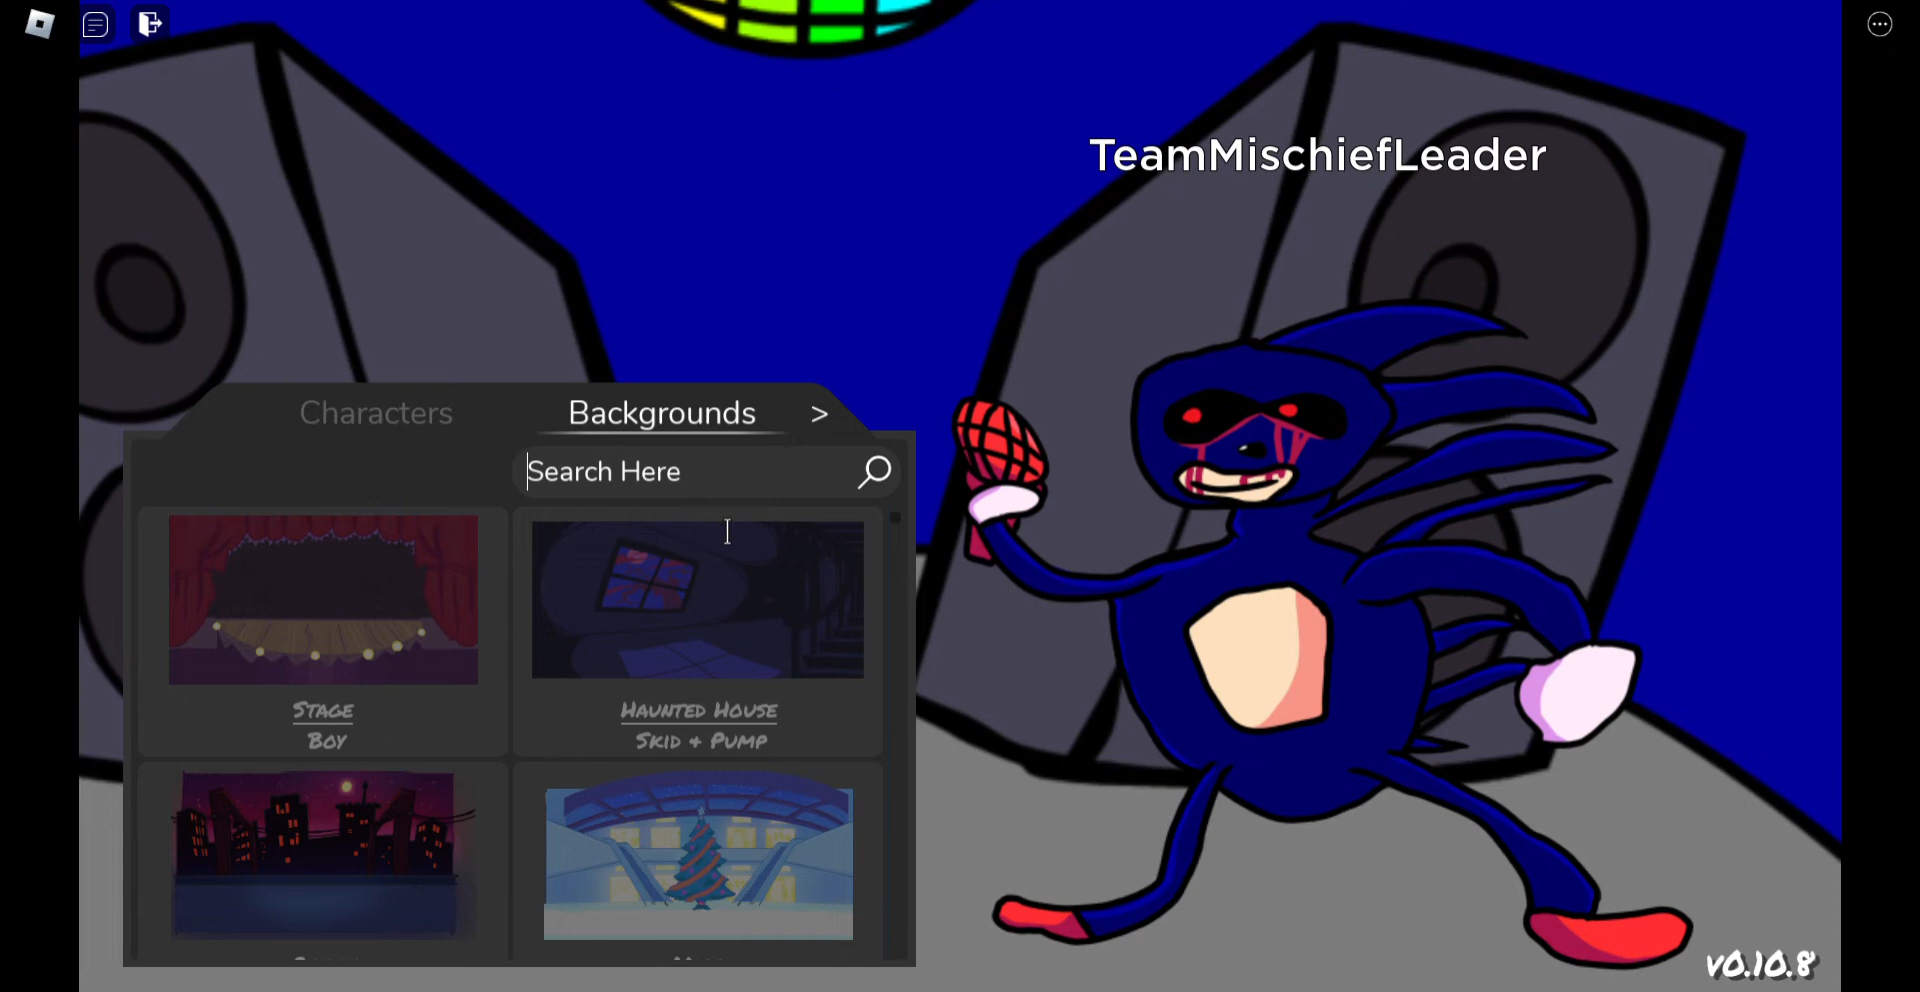 TeamMischiefLeader
Characters
Backgrounds
>
Search Here
Stage
Boy
Haunted House
Skid + Pump
v0.10.8